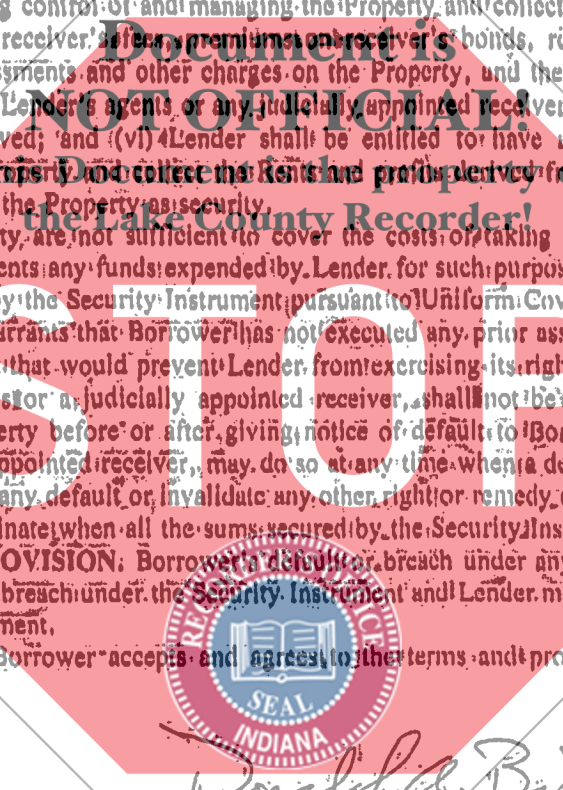 g control of and managing the Property and collect
receiver's fees, premiums on receiver's bonds, re
Document is
ssments and other charges on the Property, and the
Lender's agents or any judicially appointed receiver
NOT OFFICIAL!
ved; and (vi) Lender shall be entitled to have
This Document is the property
the Rents and profits derived f
the Property as security.
the Lake County Recorder!
ty, are not sufficient to cover the costs of taking
ents any funds expended by Lender for such purpos
by the Security Instrument pursuant to Uniform Cov
arrants that Borrower has not executed any prior ass
that would prevent Lender from exercising its righ
s or a judicially appointed receiver, shall not be
erty before or after giving notice of default to Bor
ppointed receiver, may do so at any time when a de
any default or invalidate any other right or remedy
STOP
inate when all the sums secured by the Security Ins
OVISION. Borrower's default or breach under any
breach under the Security Instrument and Lender m
ment.
Borrower accepts and agrees to the terms and pro
RECORDER'S OFFICE
SEAL
INDIANA